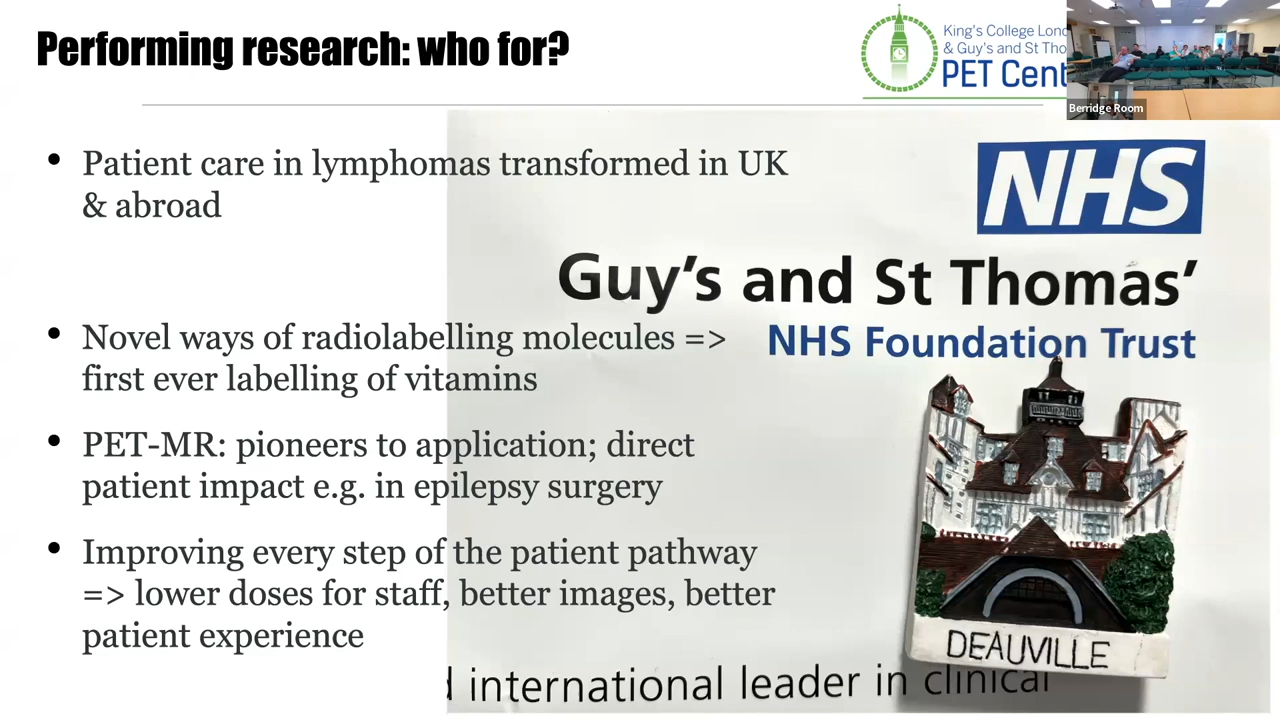 Performing research: who for?
King's College Lon
& Guy's and St Tho
PET Cent
Berridge Room
• Patient care in lymphomas transformed in UK
& abroad
• Novel ways of radiolabelling molecules =>
first ever labelling of vitamins
• PET-MR: pioneers to application; direct
patient impact e.g. in epilepsy surgery
• Improving every step of the patient pathway
=> lower doses for staff, better images, better
patient experience
NHS
Guy's and St Thomas'
NHS Foundation Trust
DEAUVILLE
international leader in clinical